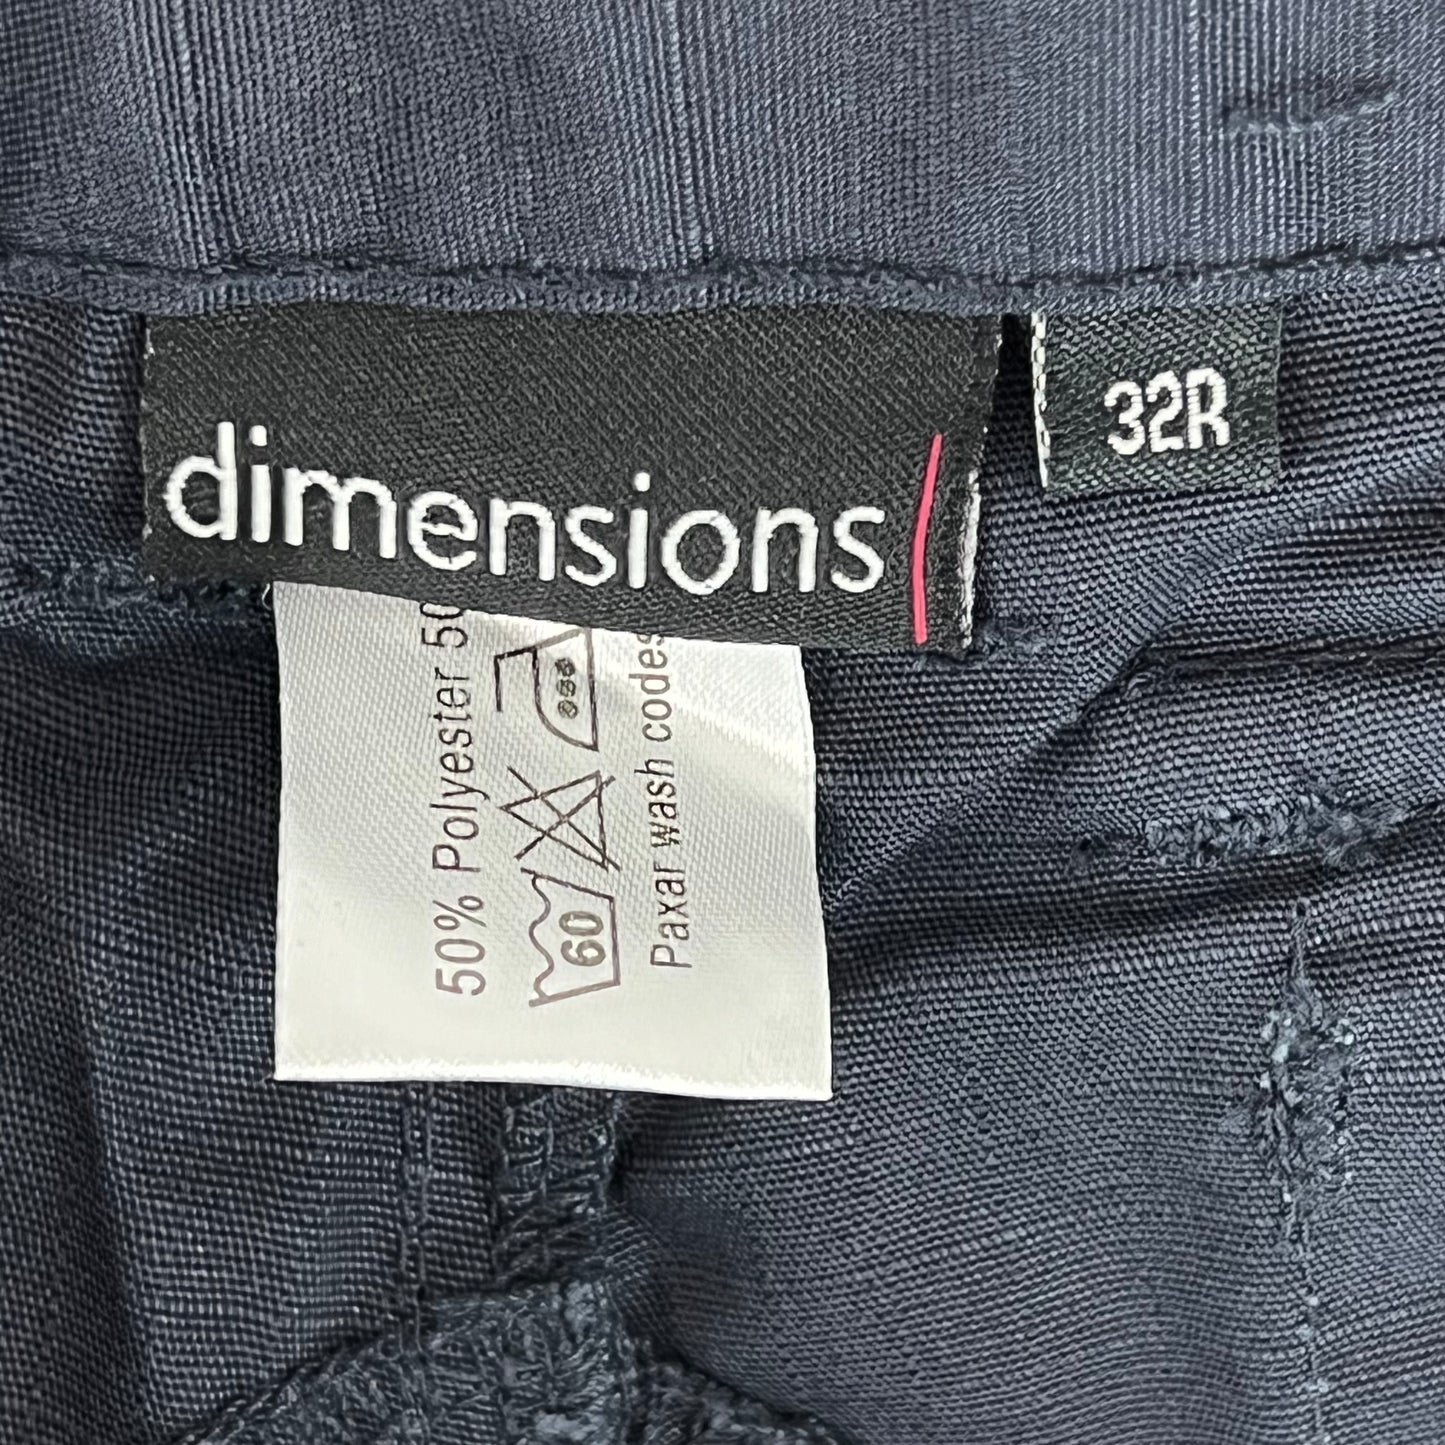 dimensions
32R
50% Polyester 50
60
Paxar wash codes